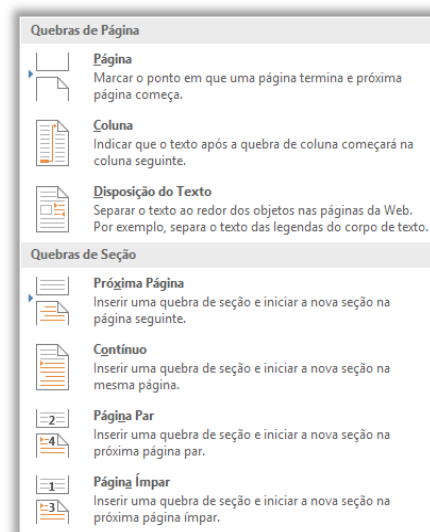 Quebras de Página
Página
Marcar o ponto em que uma página termina e próxima
página começa.
Coluna
Indicar que o texto após a quebra de coluna começará na
coluna seguinte.
Disposição do Texto
Separar o texto ao redor dos objetos nas páginas da Web.
Por exemplo, separa o texto das legendas do corpo de texto.
Quebras de Seção
Próxima Página
Inserir uma quebra de seção e iniciar a nova seção na
página seguinte.
Contínuo
Inserir uma quebra de seção e iniciar a nova seção na
mesma página.
2
4
Página Par
Inserir uma quebra de seção e iniciar a nova seção na
próxima página par.
1
3
Página Ímpar
Inserir uma quebra de seção e iniciar a nova seção na
próxima página ímpar.